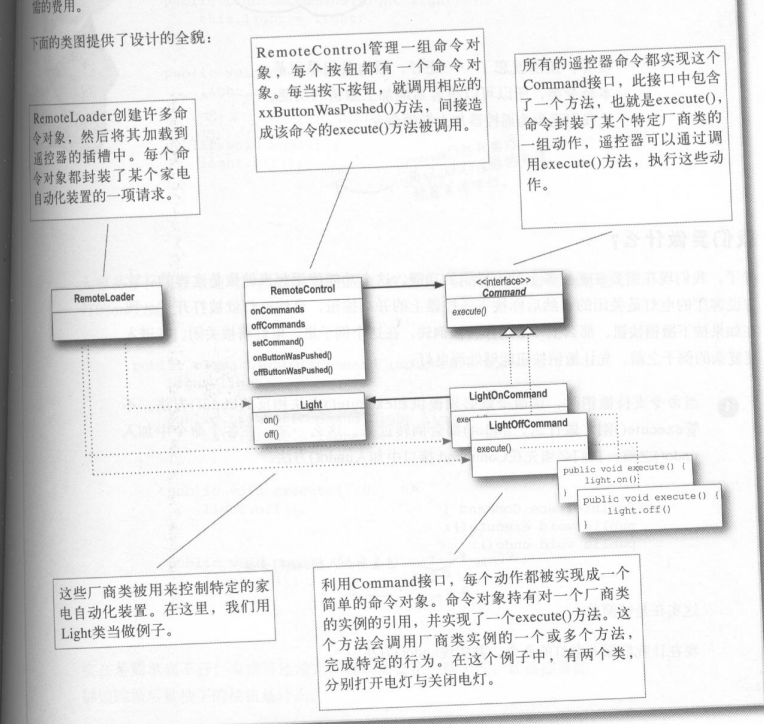 需的费用。
下面的类图提供了设计的全貌：
RemoteLoader创建许多命
令对象，然后将其加载到
遥控器的插槽中。每个命
令对象都封装了某个家电
自动化装置的一项请求。
RemoteControl管理一组命令对
象，每个按钮都有一个命令对
象。每当按下按钮，就调用相应的
xxButtonWasPushed()方法，间接造
成该命令的execute()方法被调用。
所有的遥控器命令都实现这个
Command接口，此接口中包含
了一个方法，也就是execute()，
命令封装了某个特定厂商类的
一组动作，遥控器可以通过调
用execute()方法，执行这些动
作。
RemoteLoader
RemoteControl
onCommands
offCommands
setCommand()
onButtonWasPushed()
offButtonWasPushed()
<<interface>>
Command
execute()
Light
on()
off()
LightOnCommand
exe
LightOffCommand
execute()
public void execute() {
light.on()
}
public void execute() {
light.off()
}
这些厂商类被用来控制特定的家
电自动化装置。在这里，我们用
Light类当做例子。
利用Command接口，每个动作都被实现成一个
简单的命令对象。命令对象持有对一个厂商类
的实例的引用，并实现了一个execute()方法。这
个方法会调用厂商类实例的一个或多个方法，
完成特定的行为。在这个例子中，有两个类，
分别打开电灯与关闭电灯。